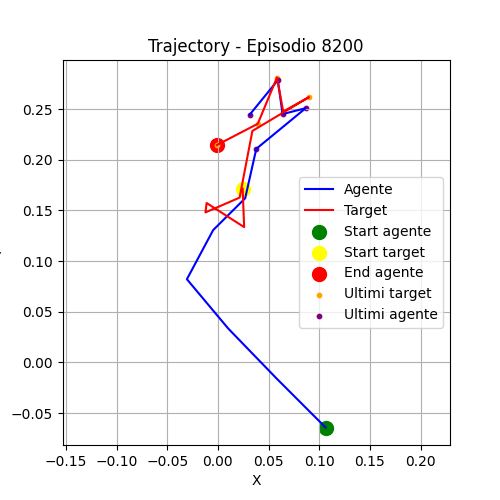 Trajectory - Episodio 8200
0.25
0.20
0.15
0.10
0.05
0.00
−0.05
−0.15
−0.10
−0.05
0.00
0.05
0.10
0.15
0.20
X
Agente
Target
Start agente
Start target
End agente
Ultimi target
Ultimi agente